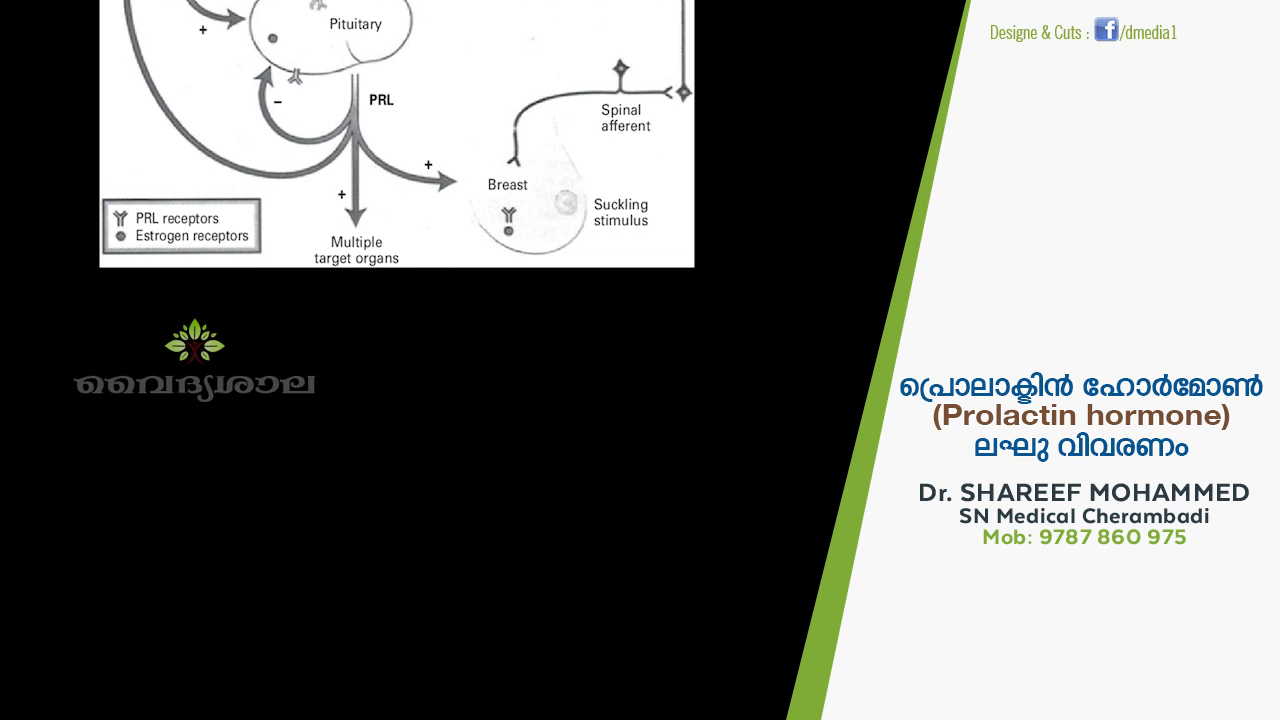 Pituitary
+
PRL
−
+
+
Spinal
afferent
Breast
Suckling
stimulus
PRL receptors
Estrogen receptors
Multiple
target organs
വൈദ്യശാല
Designe & Cuts : f/dmedia1
പ്രൊലാക്ടിൻ ഹോർമോൺ
(Prolactin hormone)
ലഘു വിവരണം
Dr. SHAREEF MOHAMMED
SN Medical Cherambadi
Mob: 9787 860 975